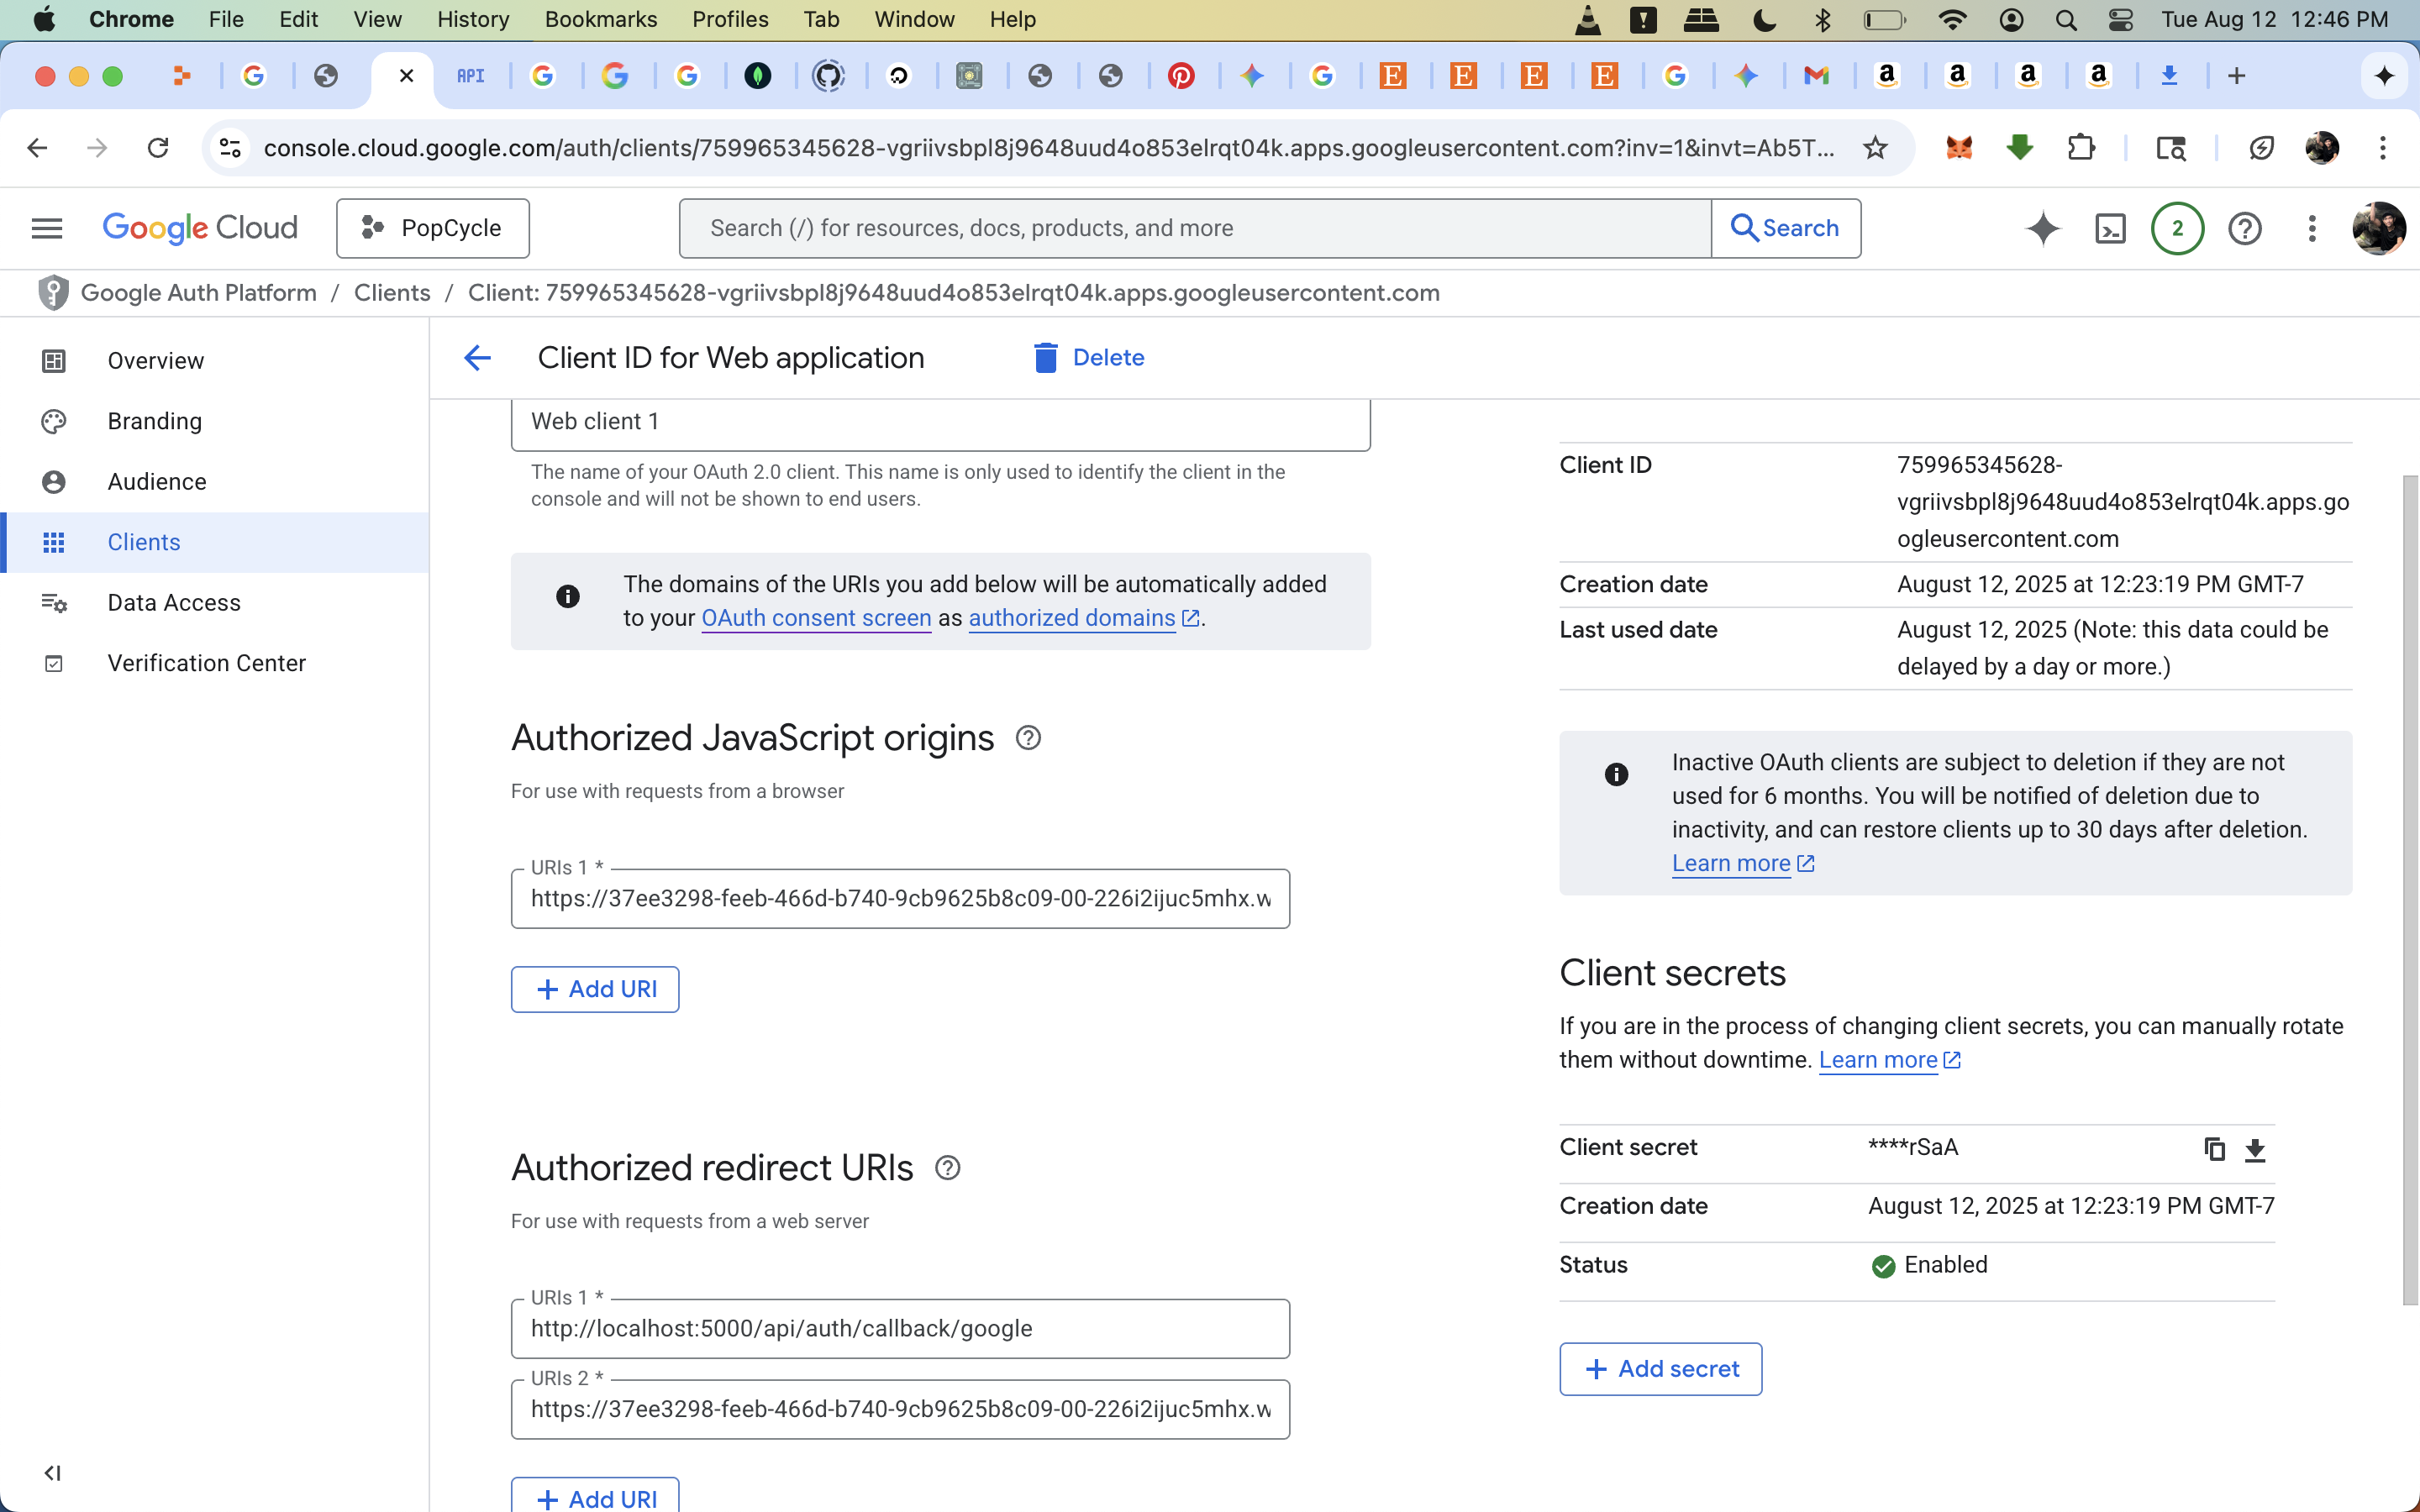 Chrome File Edit View History Bookmarks Profiles Tab Window Help Tue Aug 12 12:46 PM
API
console.cloud.google.com/auth/clients/759965345628-vgriivsbpl8j9648uud4o853elrqt04k.apps.googleusercontent.com?inv=1&invt=Ab5T...
Google Cloud PopCycle Search (/) for resources, docs, products, and more Search 2
Google Auth Platform / Clients / Client: 759965345628-vgriivsbpl8j9648uud4o853elrqt04k.apps.googleusercontent.com
Overview
Branding
Audience
Clients
Data Access
Verification Center
Client ID for Web application Delete
Web client 1
The name of your OAuth 2.0 client. This name is only used to identify the client in the
console and will not be shown to end users.
The domains of the URIs you add below will be automatically added
to your OAuth consent screen as authorized domains.
Authorized JavaScript origins
For use with requests from a browser
URIs 1 *
https://37ee3298-feeb-466d-b740-9cb9625b8c09-00-226i2ijuc5mhx.w
+ Add URI
Authorized redirect URIs
For use with requests from a web server
URIs 1 *
http://localhost:5000/api/auth/callback/google
URIs 2 *
https://37ee3298-feeb-466d-b740-9cb9625b8c09-00-226i2ijuc5mhx.w
+ Add URI
Client ID 759965345628-
vgriivsbpl8j9648uud4o853elrqt04k.apps.go
ogleusercontent.com
Creation date August 12, 2025 at 12:23:19 PM GMT-7
Last used date August 12, 2025 (Note: this data could be
delayed by a day or more.)
Inactive OAuth clients are subject to deletion if they are not
used for 6 months. You will be notified of deletion due to
inactivity, and can restore clients up to 30 days after deletion.
Learn more
Client secrets
If you are in the process of changing client secrets, you can manually rotate
them without downtime. Learn more
Client secret ****rSaA
Creation date August 12, 2025 at 12:23:19 PM GMT-7
Status Enabled
+ Add secret